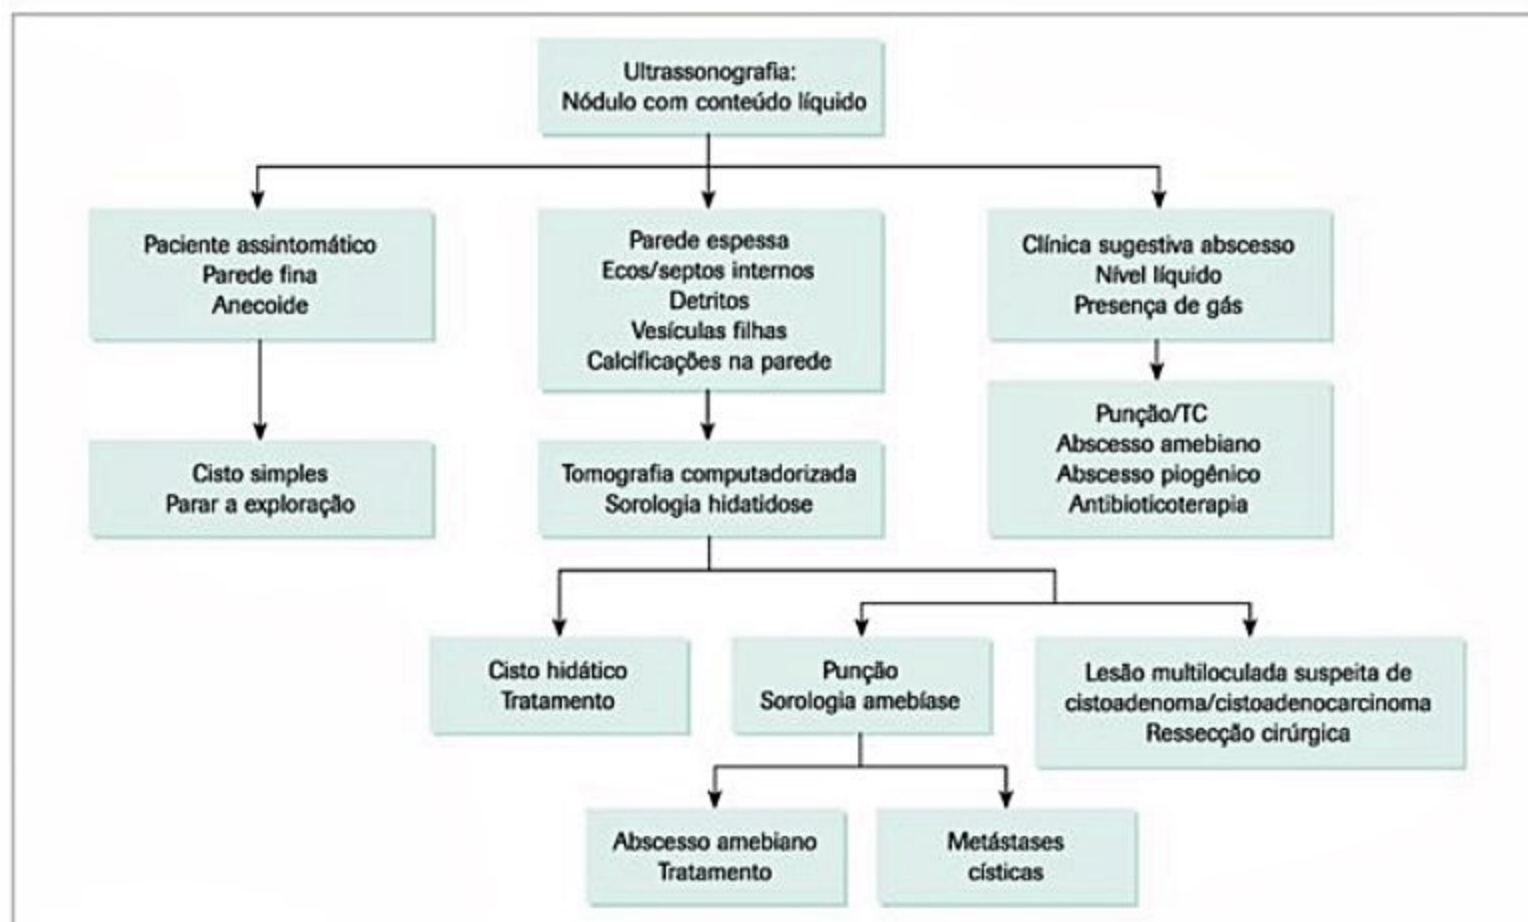 Ultrassonografia:
Nódulo com conteúdo líquido
Paciente assintomático
Parede fina
Anecoide
Parede espessa
Ecos/septos internos
Detritos
Vesículas filhas
Calcificações na parede
Clínica sugestiva abscesso
Nível líquido
Presença de gás
Cisto simples
Parar a exploração
Tomografia computadorizada
Sorologia hidatidose
Punção/TC
Abscesso amebiano
Abscesso piogênico
Antibioticoterapia
Cisto hidático
Tratamento
Punção
Sorologia amebíase
Lesão multiloculada suspeita de
cistoadenoma/cistoadenocarcinoma
Ressecção cirúrgica
Abscesso amebiano
Tratamento
Metástases
císticas